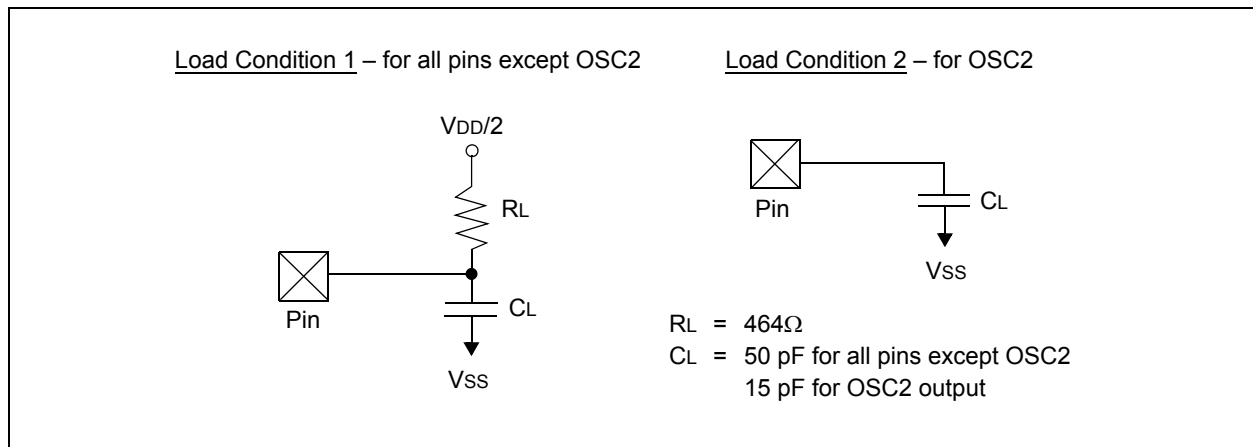 Load Condition 1 – for all pins except OSC2
VDD/2
RL
Pin
CL
VSS
Load Condition 2 – for OSC2
Pin
CL
VSS
RL = 464Ω
CL = 50 pF for all pins except OSC2
15 pF for OSC2 output